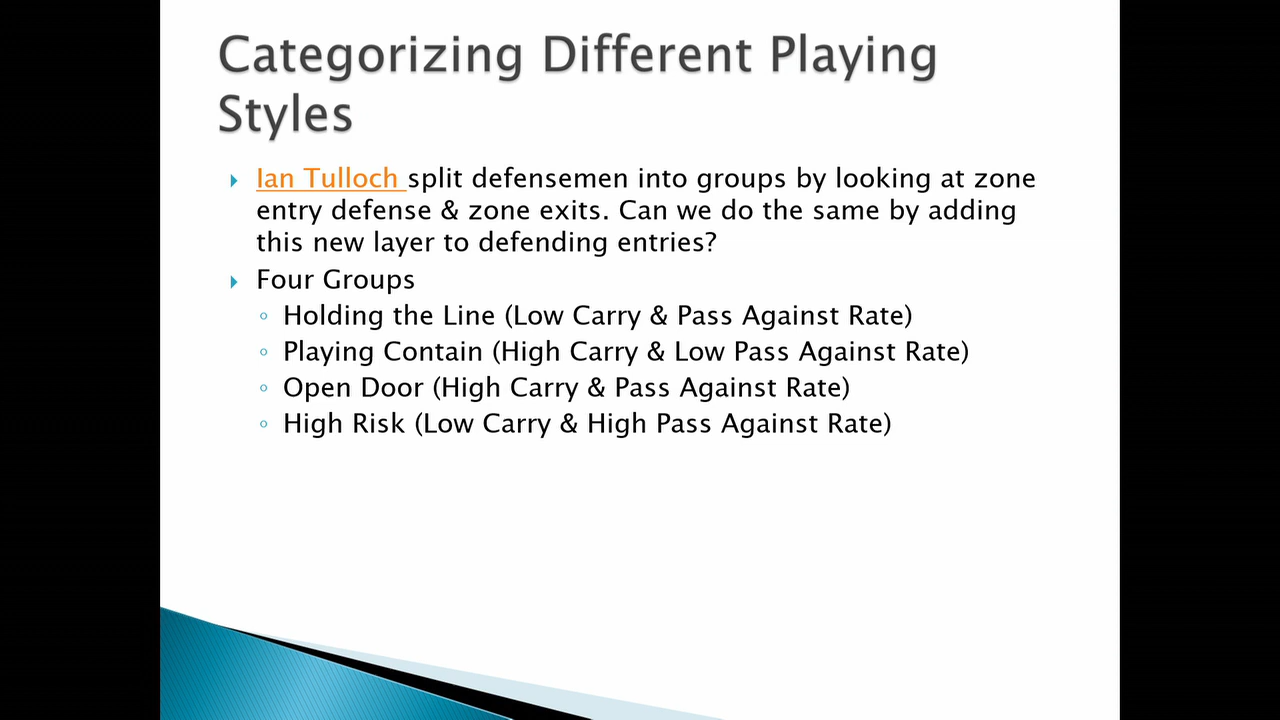 Categorizing Different Playing
Styles
Ian Tulloch split defensemen into groups by looking at zone
entry defense & zone exits. Can we do the same by adding
this new layer to defending entries?
Four Groups
Holding the Line (Low Carry & Pass Against Rate)
Playing Contain (High Carry & Low Pass Against Rate)
Open Door (High Carry & Pass Against Rate)
High Risk (Low Carry & High Pass Against Rate)